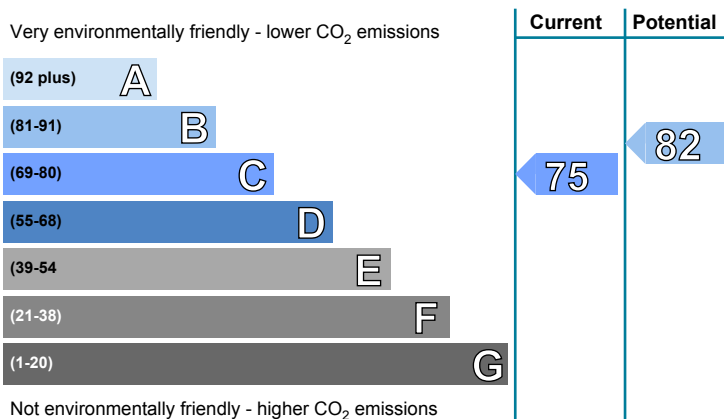 Current Potential
Very environmentally friendly - lower CO2 emissions
(92 plus) A
(81-91) B
82
(69-80) C
75
(55-68) D
(39-54 E
(21-38) F
(1-20) G
Not environmentally friendly - higher CO2 emissions